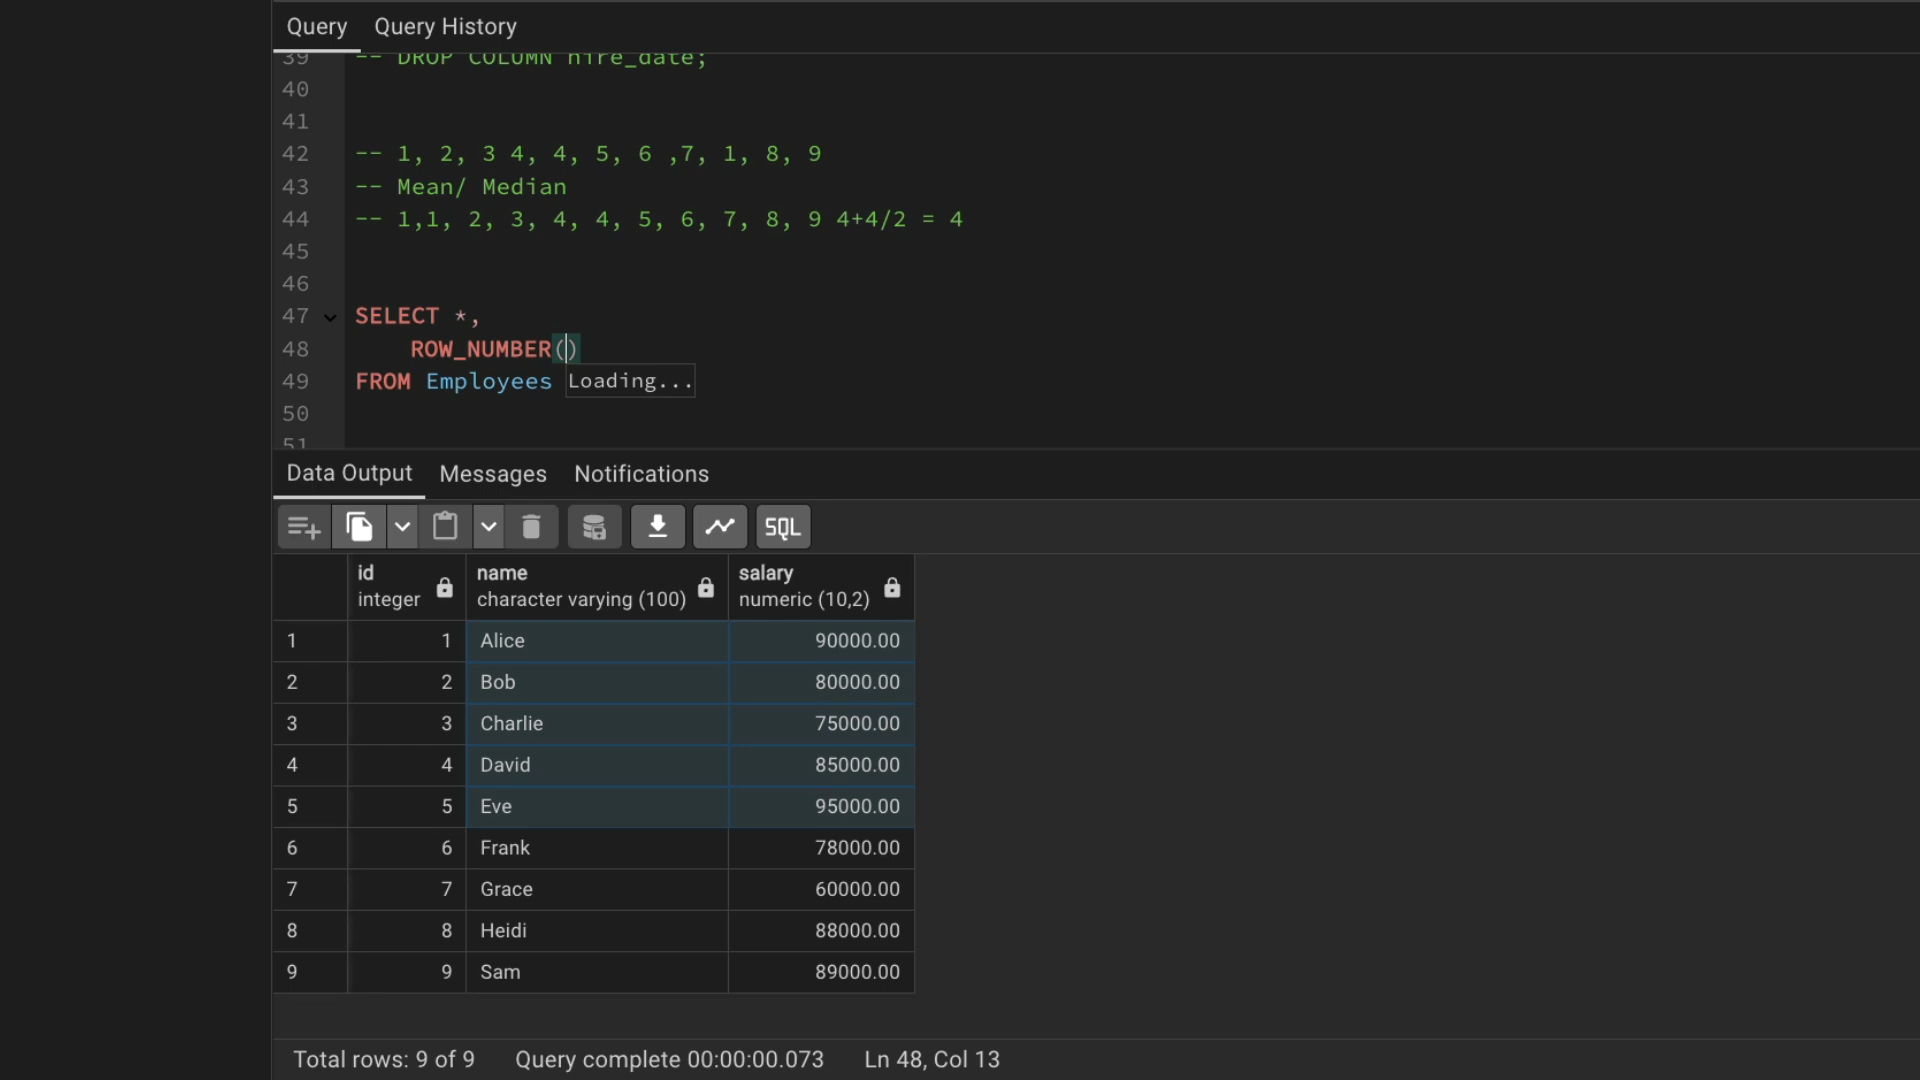 Query Query History
39 -- DROP COLUMN hire_date;
40
41
42 -- 1, 2, 3 4, 4, 5, 6 ,7, 1, 8, 9
43 -- Mean/ Median
44 -- 1,1, 2, 3, 4, 4, 5, 6, 7, 8, 9 4+4/2 = 4
45
46
47 SELECT *,
48 ROW_NUMBER()
49 FROM Employees Loading...
50
51
Data Output Messages Notifications
SQL
id name salary
integer character varying (100) numeric (10,2)
1 1 Alice 90000.00
2 2 Bob 80000.00
3 3 Charlie 75000.00
4 4 David 85000.00
5 5 Eve 95000.00
6 6 Frank 78000.00
7 7 Grace 60000.00
8 8 Heidi 88000.00
9 9 Sam 89000.00
Total rows: 9 of 9 Query complete 00:00:00.073 Ln 48, Col 13